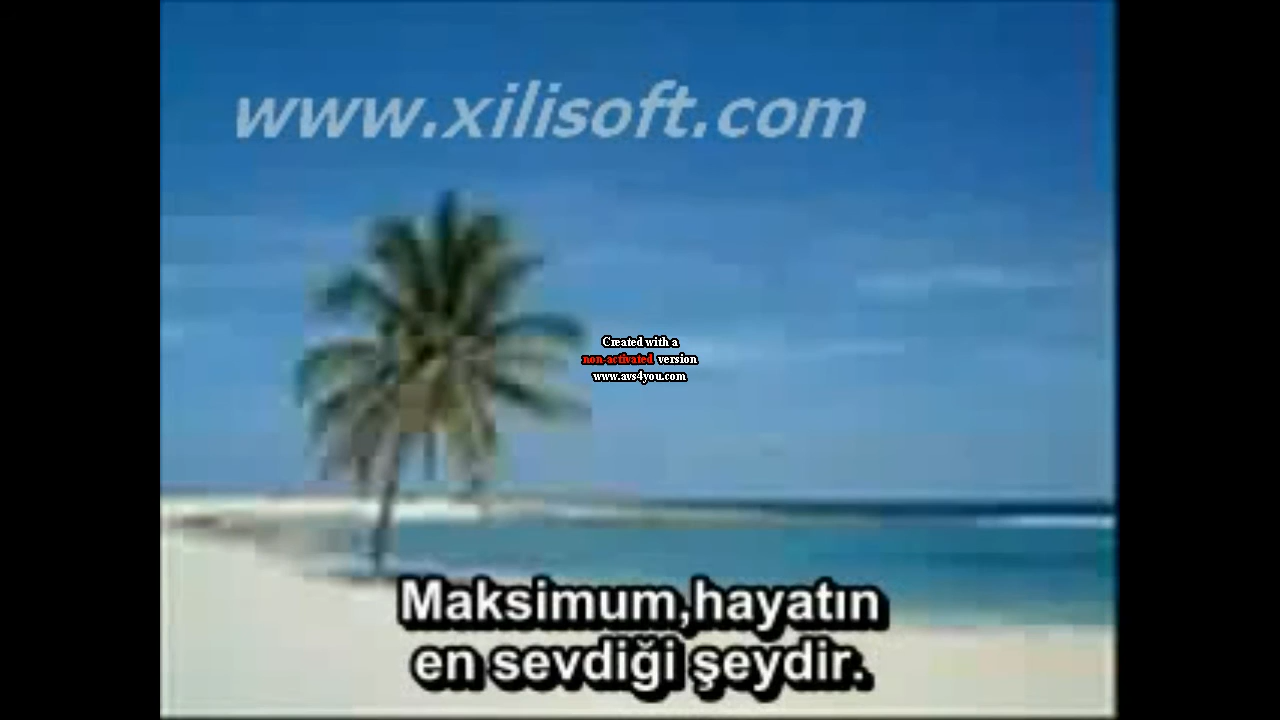 www.xilisoft.com
Created with a
non-activated version
www.avs4you.com
Maksimum,hayatın
en sevdiği şeydir.